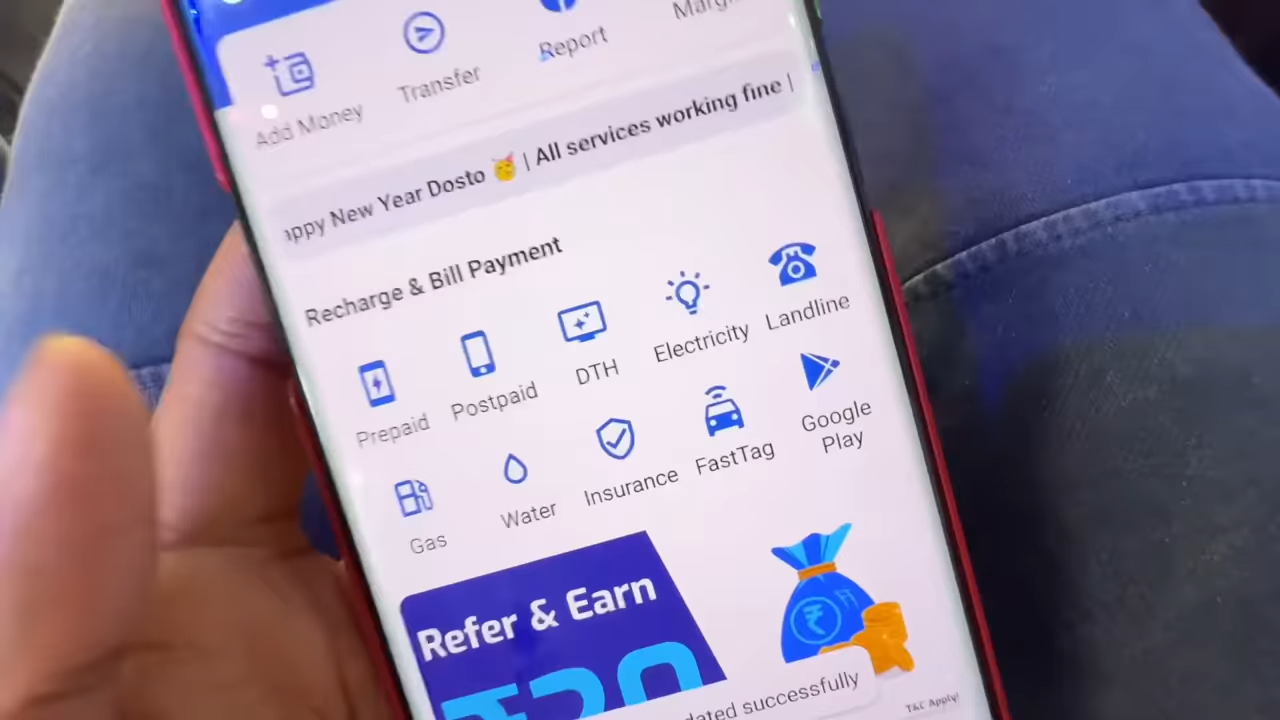 Add Money
Transfer
Report
appy New Year Dosto 🥳 | All services working fine |
Recharge & Bill Payment
Prepaid
Postpaid
DTH
Electricity
Landline
Gas
Water
Insurance
FastTag
Google
Play
Refer & Earn
₹20
dated successfully
T&C Apply!